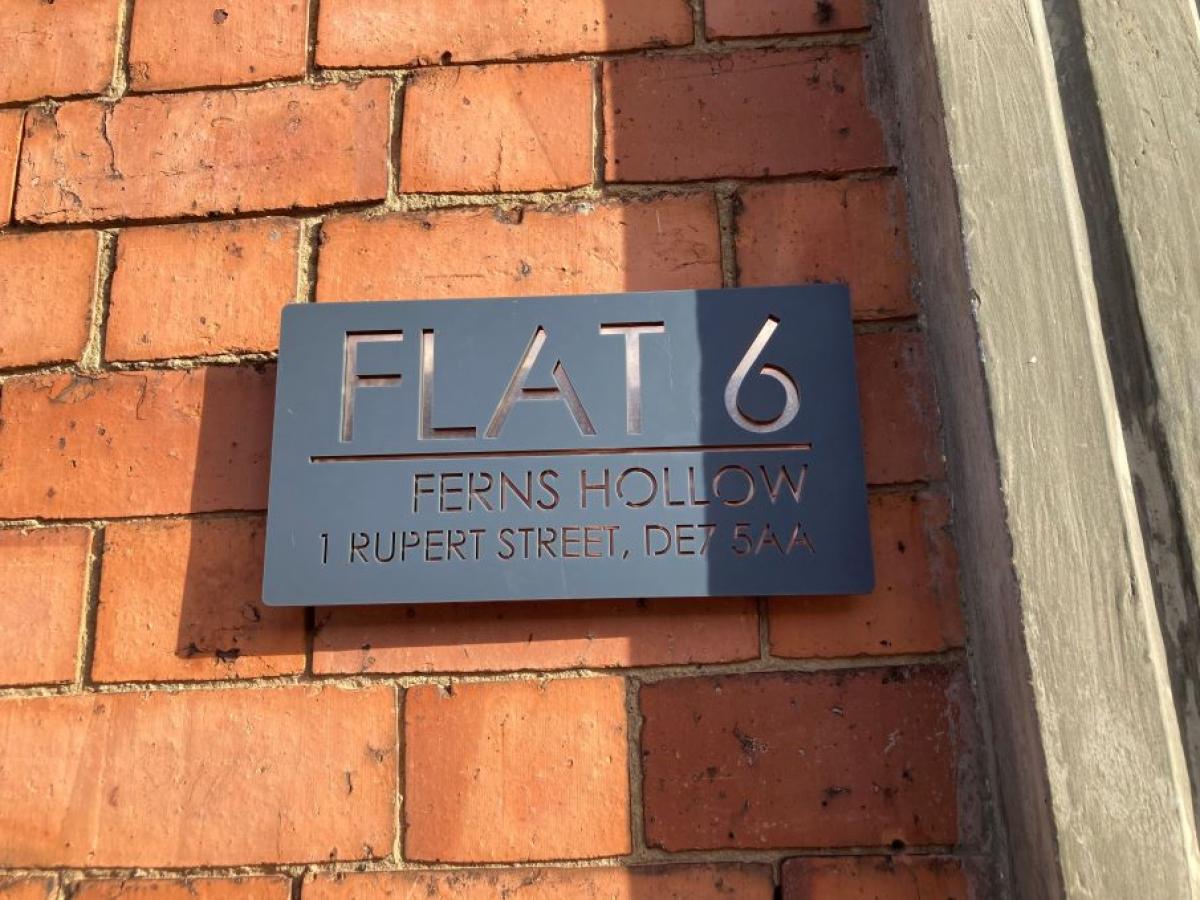 FLAT 6
FERNS HOLLOW
1 RUPERT STREET, DE7 5AA